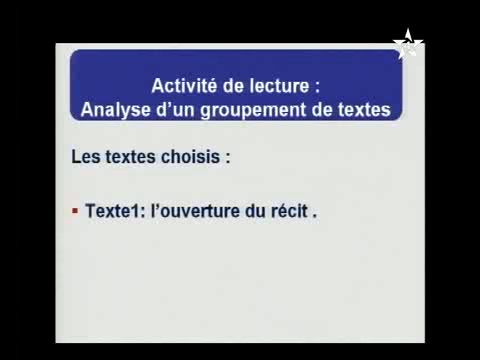 Activité de lecture :
Analyse d’un groupement de textes
Les textes choisis :
▪ Texte1: l’ouverture du récit .